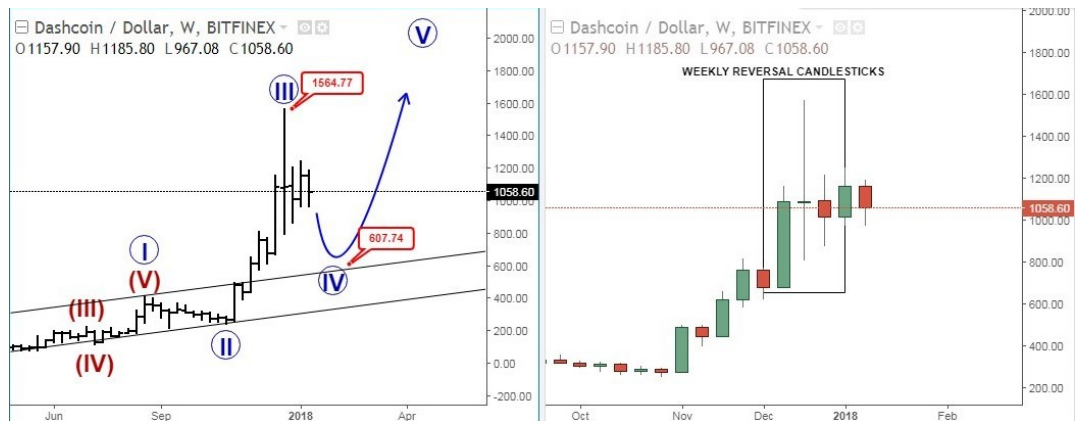 Dashcoin / Dollar, W, BITFINEX
O1157.90 H1185.80 L967.08 C1058.60
V
2000.00
1800.00
1564.77
III
1600.00
1400.00
1200.00
1058.60
1000.00
800.00
607.74
I
IV
600.00
(V)
400.00
(III)
200.00
II
(IV)
0.00
-200.00
Jun
Sep
2018
Apr
Dashcoin / Dollar, W, BITFINEX
O1157.90 H1185.80 L967.08 C1058.60
WEEKLY REVERSAL CANDLESTICKS
2000.00
1800.00
1600.00
1400.00
1200.00
1058.60
1000.00
800.00
600.00
400.00
200.00
Oct
Nov
Dec
2018
Feb